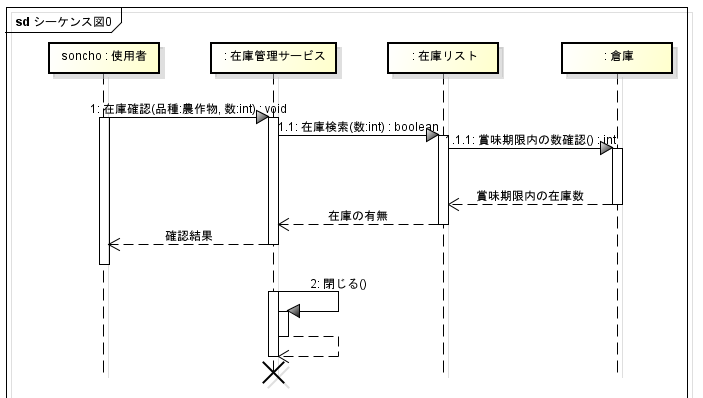 sd シーケンス図0
soncho : 使用者
: 在庫管理サービス
: 在庫リスト
: 倉庫
1: 在庫確認(品種:農作物, 数:int) : void
1.1: 在庫検索(数:int) : boolean
1.1.1: 賞味期限内の数確認() : int
賞味期限内の在庫数
在庫の有無
確認結果
2: 閉じる()